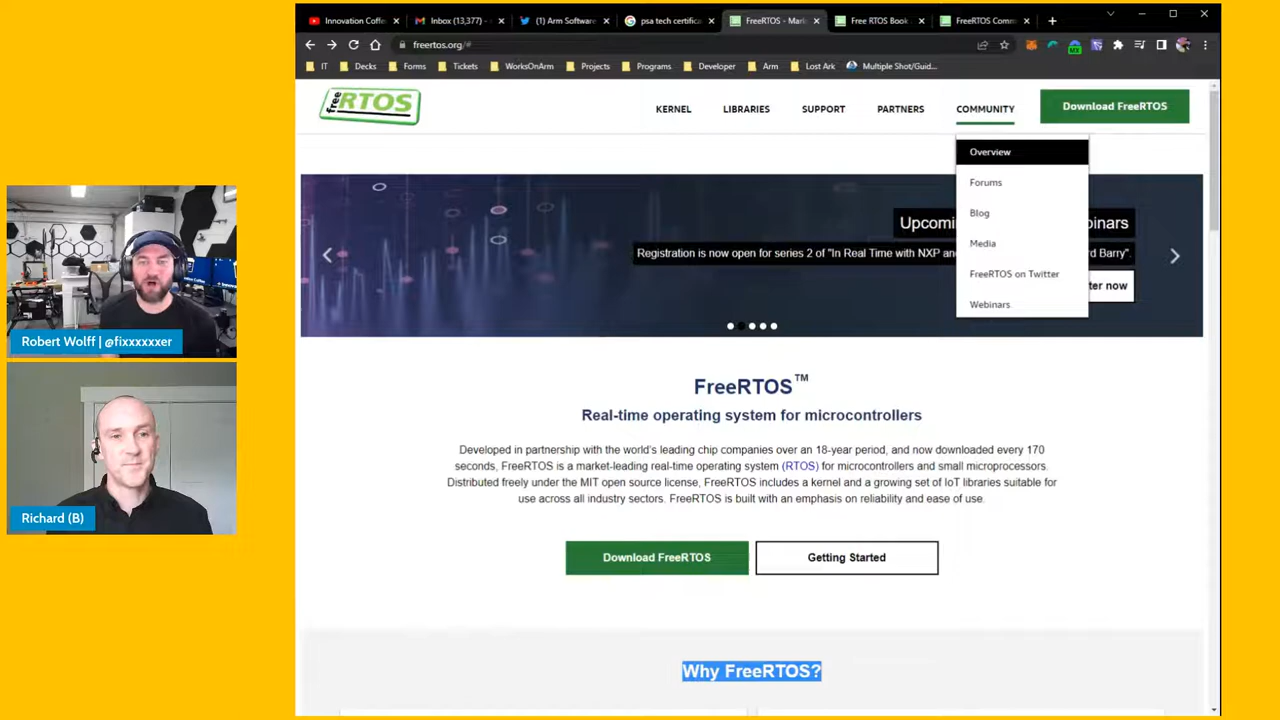 Innovation Coffee
Inbox (13,377) -
(1) Arm Software
psa tech certifica
FreeRTOS - Mark
Free RTOS Book
FreeRTOS Comm
freertos.org/#
IT
Decks
Forms
Tickets
WorksOnArm
Projects
Programs
Developer
Arm
Lost Ark
Multiple Shot/Guid...
freeRTOS
KERNEL
LIBRARIES
SUPPORT
PARTNERS
COMMUNITY
Download FreeRTOS
Overview
Forums
Blog
Media
FreeRTOS on Twitter
Webinars
Upcomin
binars
Registration is now open for series 2 of "In Real Time with NXP an
rd Barry".
ter now
FreeRTOS™
Real-time operating system for microcontrollers
Developed in partnership with the world's leading chip companies over an 18-year period, and now downloaded every 170
seconds, FreeRTOS is a market-leading real-time operating system (RTOS) for microcontrollers and small microprocessors.
Distributed freely under the MIT open source license, FreeRTOS includes a kernel and a growing set of IoT libraries suitable for
use across all industry sectors. FreeRTOS is built with an emphasis on reliability and ease of use.
Download FreeRTOS
Getting Started
Why FreeRTOS?
Robert Wolff | @fixxxxxxer
Richard (B)